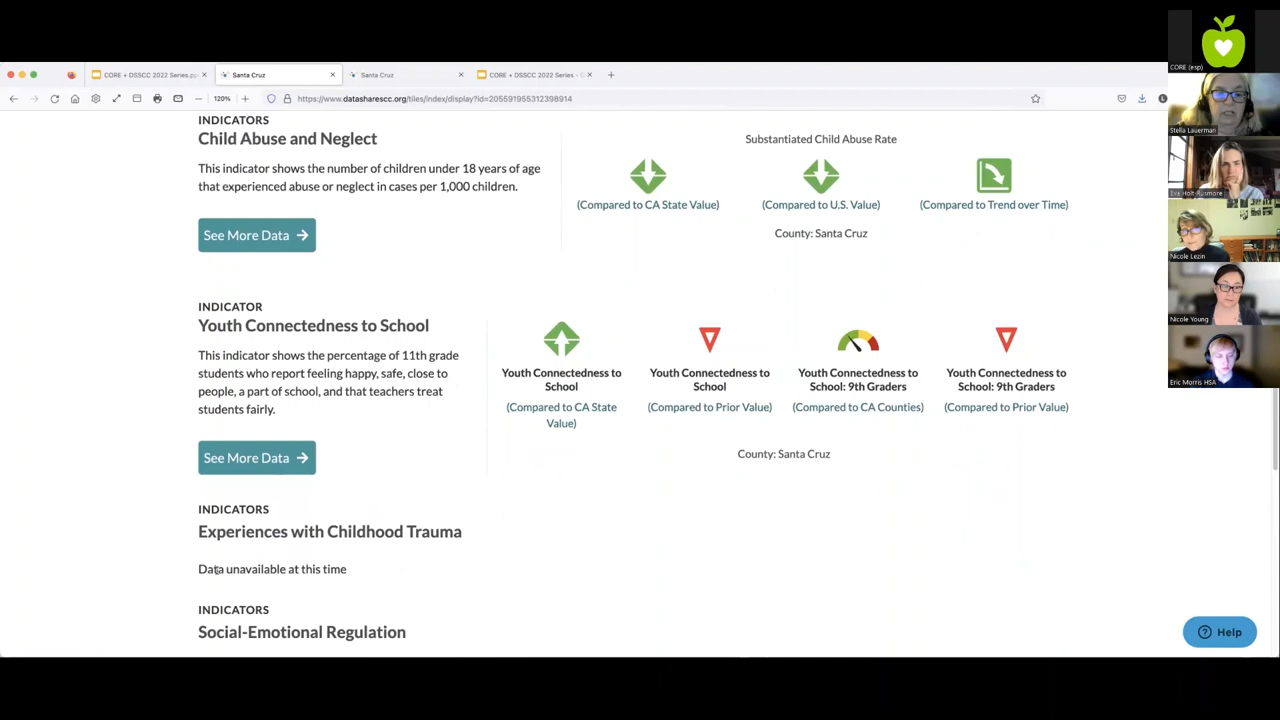 CORE + DSSCC 2022 Series.pp
Santa Cruz
Santa Cruz
CORE + DSSCC 2022 Series -
120%
https://www.datasharescc.org/tiles/index/display?id=205591955312398914
INDICATORS
Child Abuse and Neglect
This indicator shows the number of children under 18 years of age
that experienced abuse or neglect in cases per 1,000 children.
See More Data
Substantiated Child Abuse Rate
(Compared to CA State Value)
(Compared to U.S. Value)
(Compared to Trend over Time)
County: Santa Cruz
INDICATOR
Youth Connectedness to School
This indicator shows the percentage of 11th grade
students who report feeling happy, safe, close to
people, a part of school, and that teachers treat
students fairly.
See More Data
Youth Connectedness to
School
(Compared to CA State
Value)
Youth Connectedness to
School
(Compared to Prior Value)
Youth Connectedness to
School: 9th Graders
(Compared to CA Counties)
Youth Connectedness to
School: 9th Graders
(Compared to Prior Value)
County: Santa Cruz
INDICATORS
Experiences with Childhood Trauma
Data unavailable at this time
INDICATORS
Social-Emotional Regulation
Help
CORE (esp)
Stella Lauerman
Eva Holt-Rusmore
Nicole Lezin
Nicole Young
Eric Morris HSA